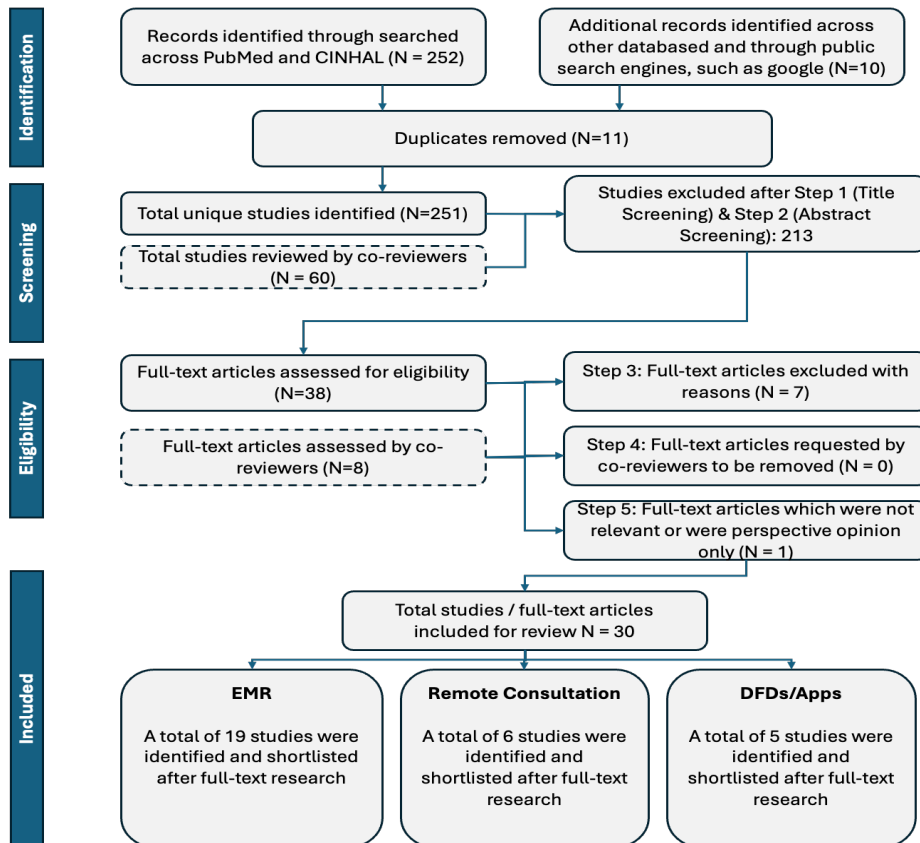 Identification
Records identified through searched
across PubMed and CINHAL (N = 252)
Additional records identified across
other databased and through public
search engines, such as google (N=10)
Duplicates removed (N=11)
Screening
Total unique studies identified (N=251)
Studies excluded after Step 1 (Title
Screening) & Step 2 (Abstract
Screening): 213
Total studies reviewed by co-reviewers
(N = 60)
Eligibility
Full-text articles assessed for eligibility
(N=38)
Step 3: Full-text articles excluded with
reasons (N = 7)
Full-text articles assessed by co-
reviewers (N=8)
Step 4: Full-text articles requested by
co-reviewers to be removed (N = 0)
Step 5: Full-text articles which were not
relevant or were perspective opinion
only (N = 1)
Included
Total studies / full-text articles
included for review N = 30
EMR
A total of 19 studies were
identified and shortlisted
after full-text research
Remote Consultation
A total of 6 studies were
identified and
shortlisted after full-text
research
DFDs/Apps
A total of 5 studies were
identified and
shortlisted after full-text
research